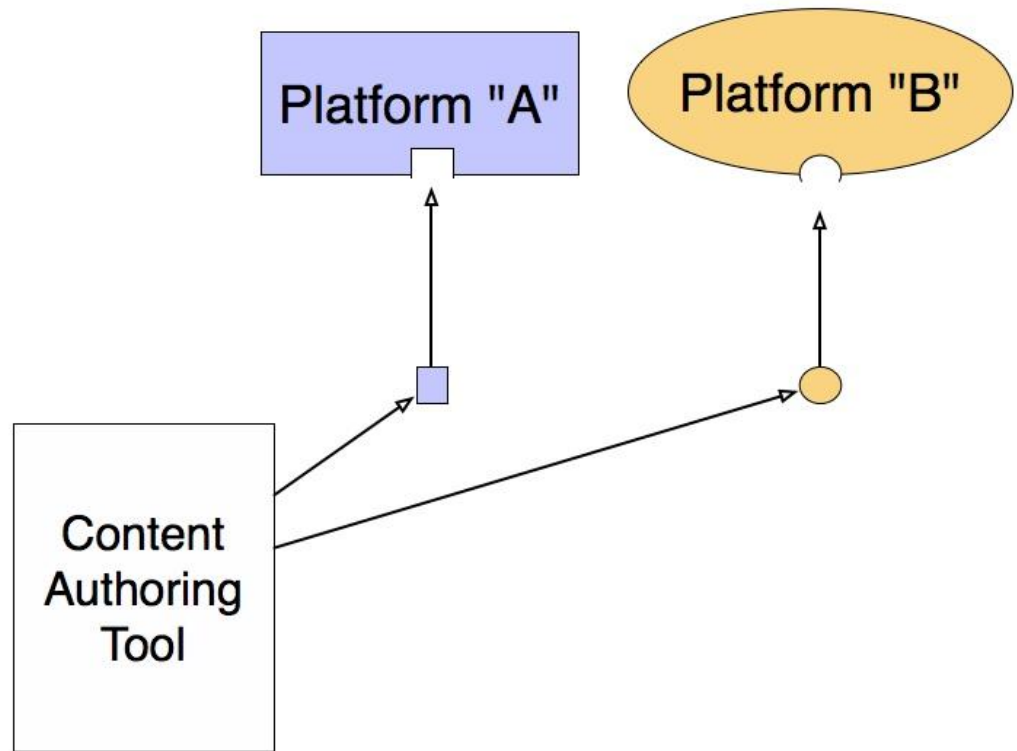 Platform "A"
Platform "B"
Content
Authoring
Tool